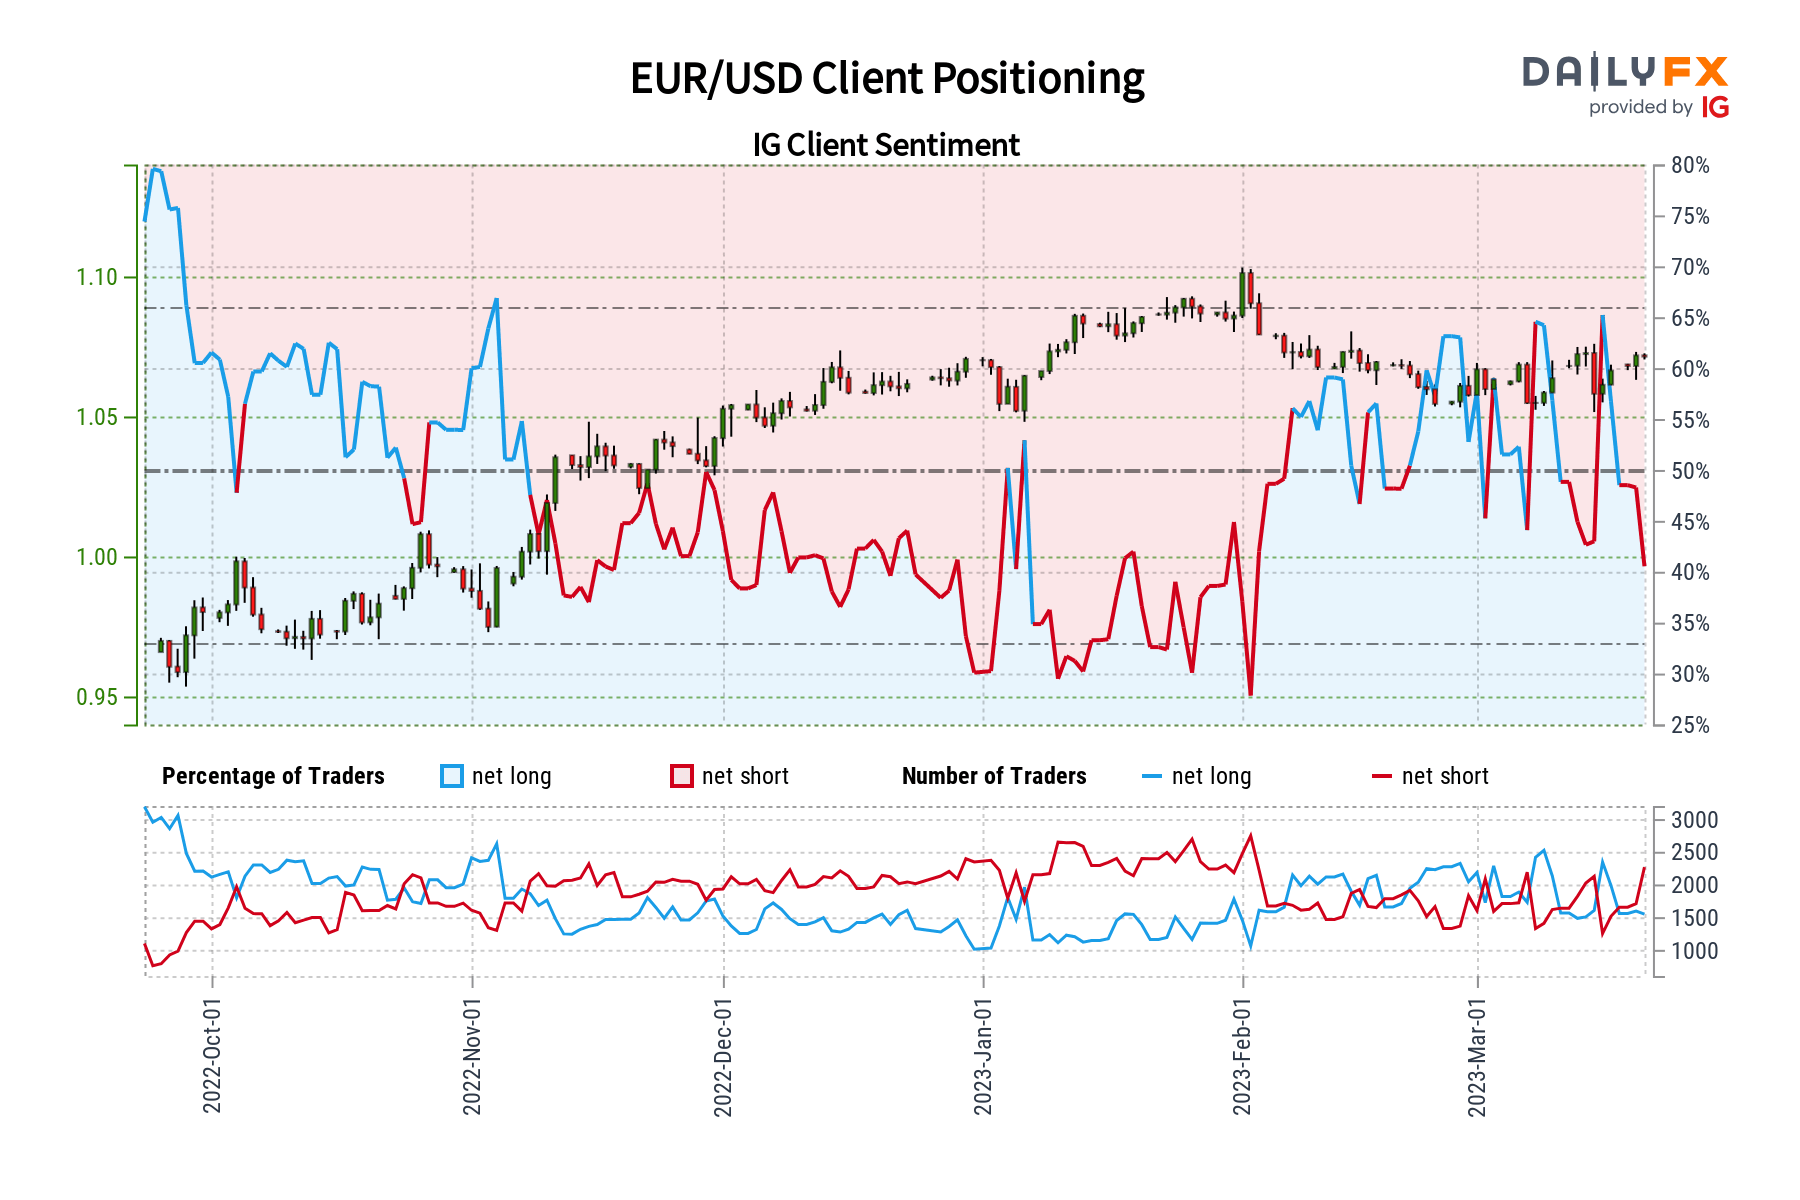 EUR/USD Client Positioning
DAILYFX
provided by IG
IG Client Sentiment
80%
75%
1.10
70%
65%
60%
1.05
55%
50%
45%
1.00
40%
35%
30%
0.95
25%
Percentage of Traders net long net short Number of Traders net long net short
3000
2500
2000
1500
1000
2022-Oct-01
2022-Nov-01
2022-Dec-01
2023-Jan-01
2023-Feb-01
2023-Mar-01